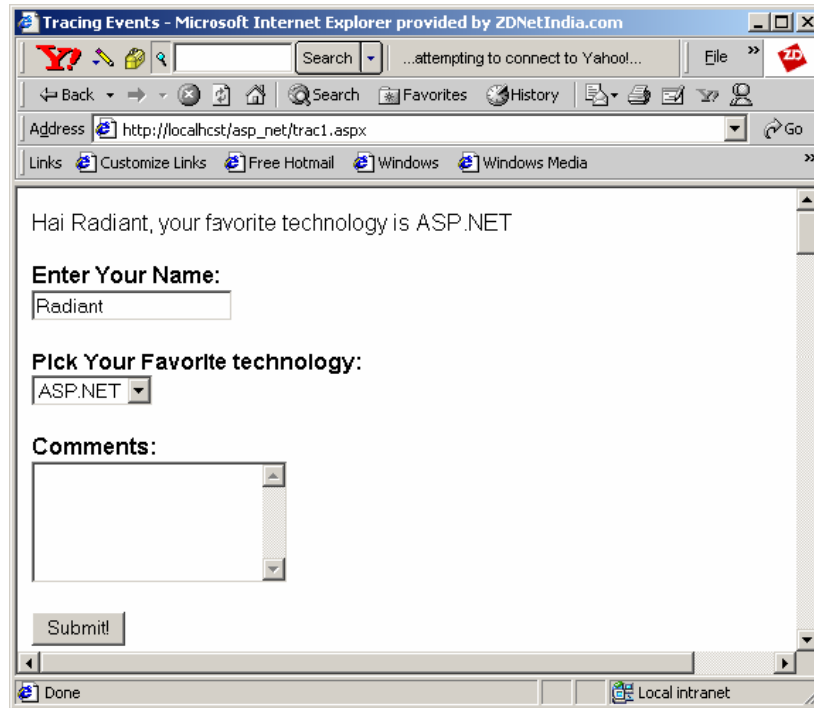 Tracing Events - Microsoft Internet Explorer provided by ZDNetIndia.com
Y! Search ...attempting to connect to Yahoo!... File » ZD
Back Search Favorites History Y!
Address http://localhcst/asp_net/trac1.aspx Go
Links Customize Links Free Hotmail Windows Windows Media »
Hai Radiant, your favorite technology is ASP.NET
Enter Your Name:
Radiant
Pick Your Favorite technology:
ASP.NET
Comments:
Submit!
Done Local intranet